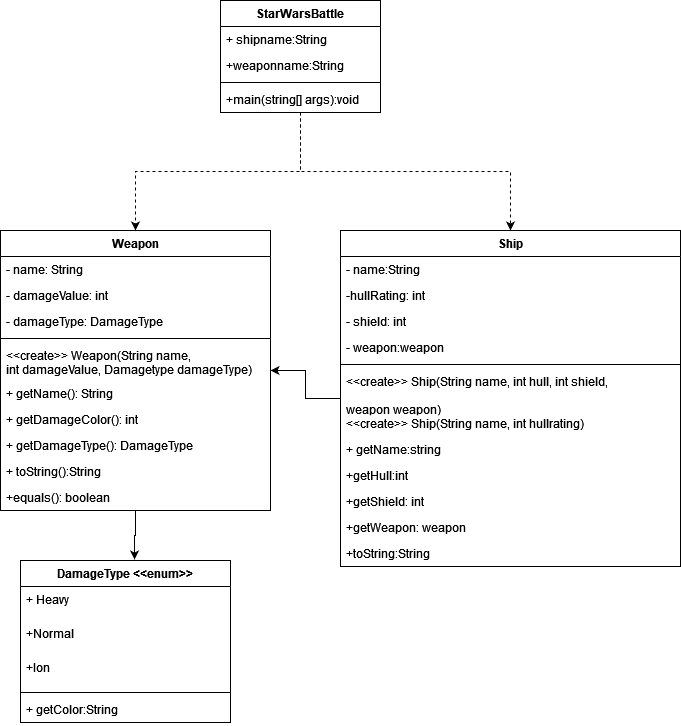 StarWarsBattle
+ shipname:String
+weaponname:String
+main(string[] args):void
Weapon
- name: String
- damageValue: int
- damageType: DamageType
<<create>> Weapon(String name,
int damageValue, Damagetype damageType)
+ getName(): String
+ getDamageColor(): int
+ getDamageType(): DamageType
+ toString():String
+equals(): boolean
Ship
- name:String
-hullRating: int
- shield: int
- weapon:weapon
<<create>> Ship(String name, int hull, int shield,
weapon weapon)
<<create>> Ship(String name, int hullrating)
+ getName:string
+getHull:int
+getShield: int
+getWeapon: weapon
+toString:String
DamageType <<enum>>
+ Heavy
+Normal
+Ion
+ getColor:String